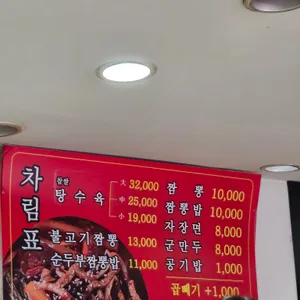 차림표
찹쌀
탕수육
大 32,000
中 25,000
小 19,000
불고기짬뽕 13,000
순두부짬뽕밥 11,000
짬뽕 10,000
짬뽕밥 10,000
자장면 8,000
군만두 8,000
공기밥 1,000
곱빼기 +1,000